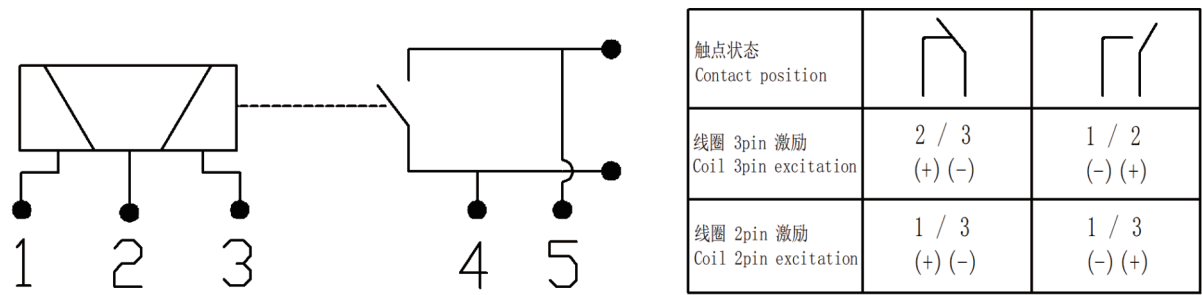 1 2 3 4 5
触点状态
Contact position
线圈 3pin 激励
Coil 3pin excitation
2 / 3
(+) (-)
1 / 2
(-) (+)
线圈 2pin 激励
Coil 2pin excitation
1 / 3
(+) (-)
1 / 3
(-) (+)